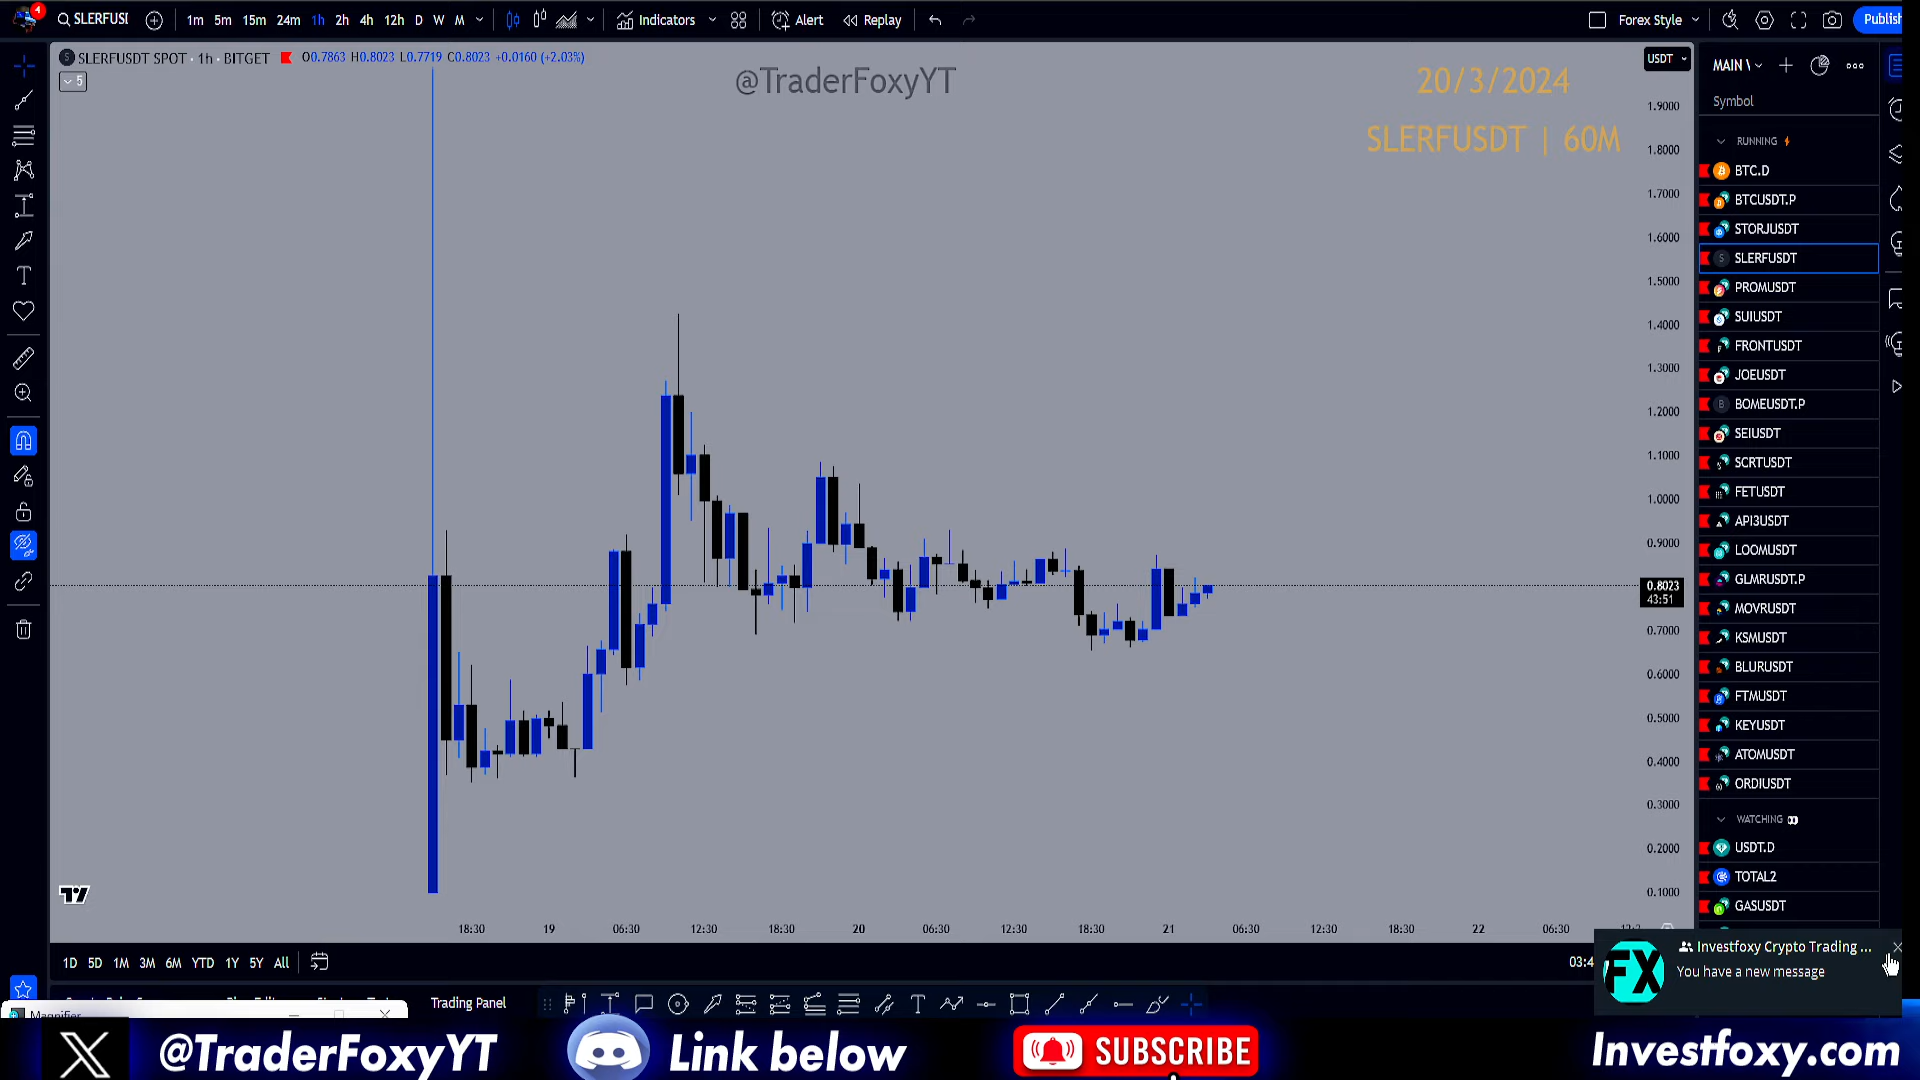 4
SLERFUSI
1m 5m 15m 24m 1h 2h 4h 12h D W M
Indicators
Alert
Replay
Forex Style
Publish
SLERFUSDT SPOT · 1h · BITGET O0.7863 H0.8023 L0.7719 C0.8023 +0.0160 (+2.03%)
5
@TraderFoxyYT
20/3/2024
SLERFUSDT | 60M
USDT
1.9000
1.8000
1.7000
1.6000
1.5000
1.4000
1.3000
1.2000
1.1000
1.0000
0.9000
0.8023
43:51
0.7000
0.6000
0.5000
0.4000
0.3000
0.2000
0.1000
18:30 19 06:30 12:30 18:30 20 06:30 12:30 18:30 21 06:30 12:30 18:30 22 06:30
MAIN
Symbol
RUNNING
BTC.D
BTCUSDT.P
STORJUSDT
SLERFUSDT
PROMUSDT
SUIUSDT
FRONTUSDT
JOEUSDT
BOMEUSDT.P
SEIUSDT
SCRTUSDT
FETUSDT
API3USDT
LOOMUSDT
GLMRUSDT.P
MOVRUSDT
KSMUSDT
BLURUSDT
FTMUSDT
KEYUSDT
ATOMUSDT
ORDIUSDT
WATCHING
USDT.D
TOTAL2
GASUSDT
1D 5D 1M 3M 6M YTD 1Y 5Y All
03:4
FX
Investfoxy Crypto Trading ...
You have a new message
Trading Panel
Magnifier
@TraderFoxyYT
Link below
SUBSCRIBE
Investfoxy.com